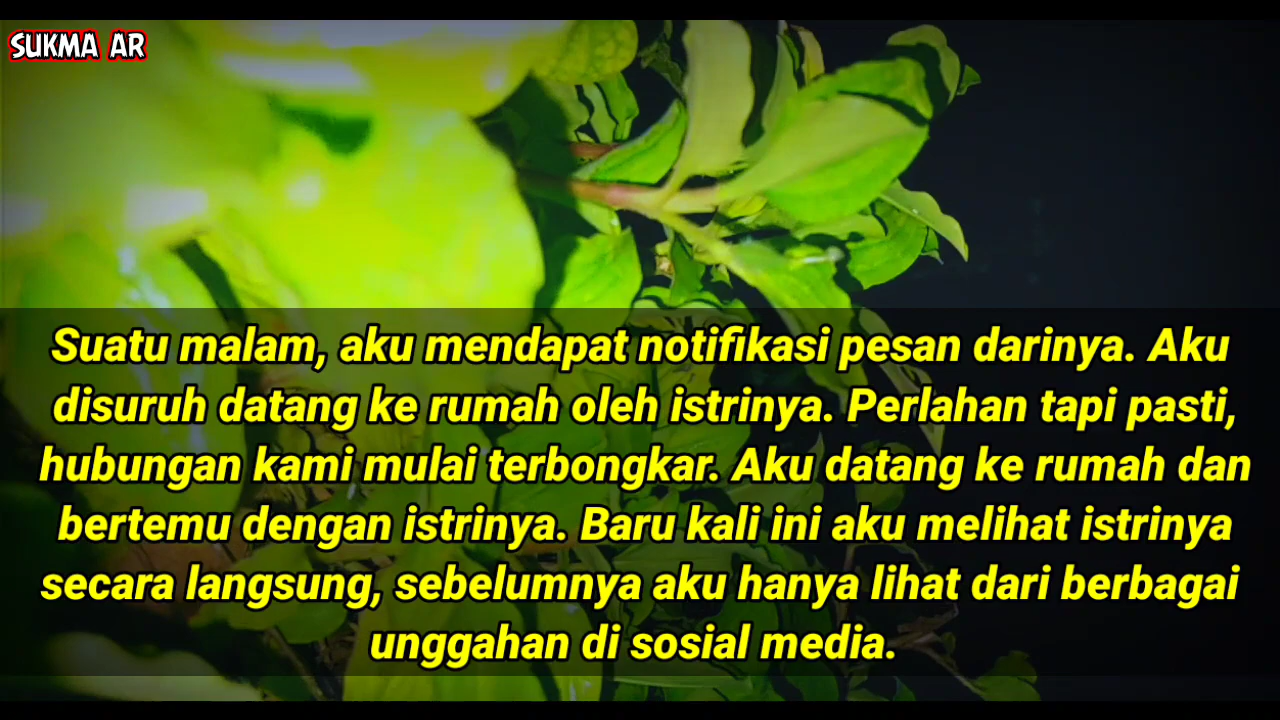 SUKMA AR
Suatu malam, aku mendapat notifikasi pesan darinya. Aku
disuruh datang ke rumah oleh istrinya. Perlahan tapi pasti,
hubungan kami mulai terbongkar. Aku datang ke rumah dan
bertemu dengan istrinya. Baru kali ini aku melihat istrinya
secara langsung, sebelumnya aku hanya lihat dari berbagai
unggahan di sosial media.